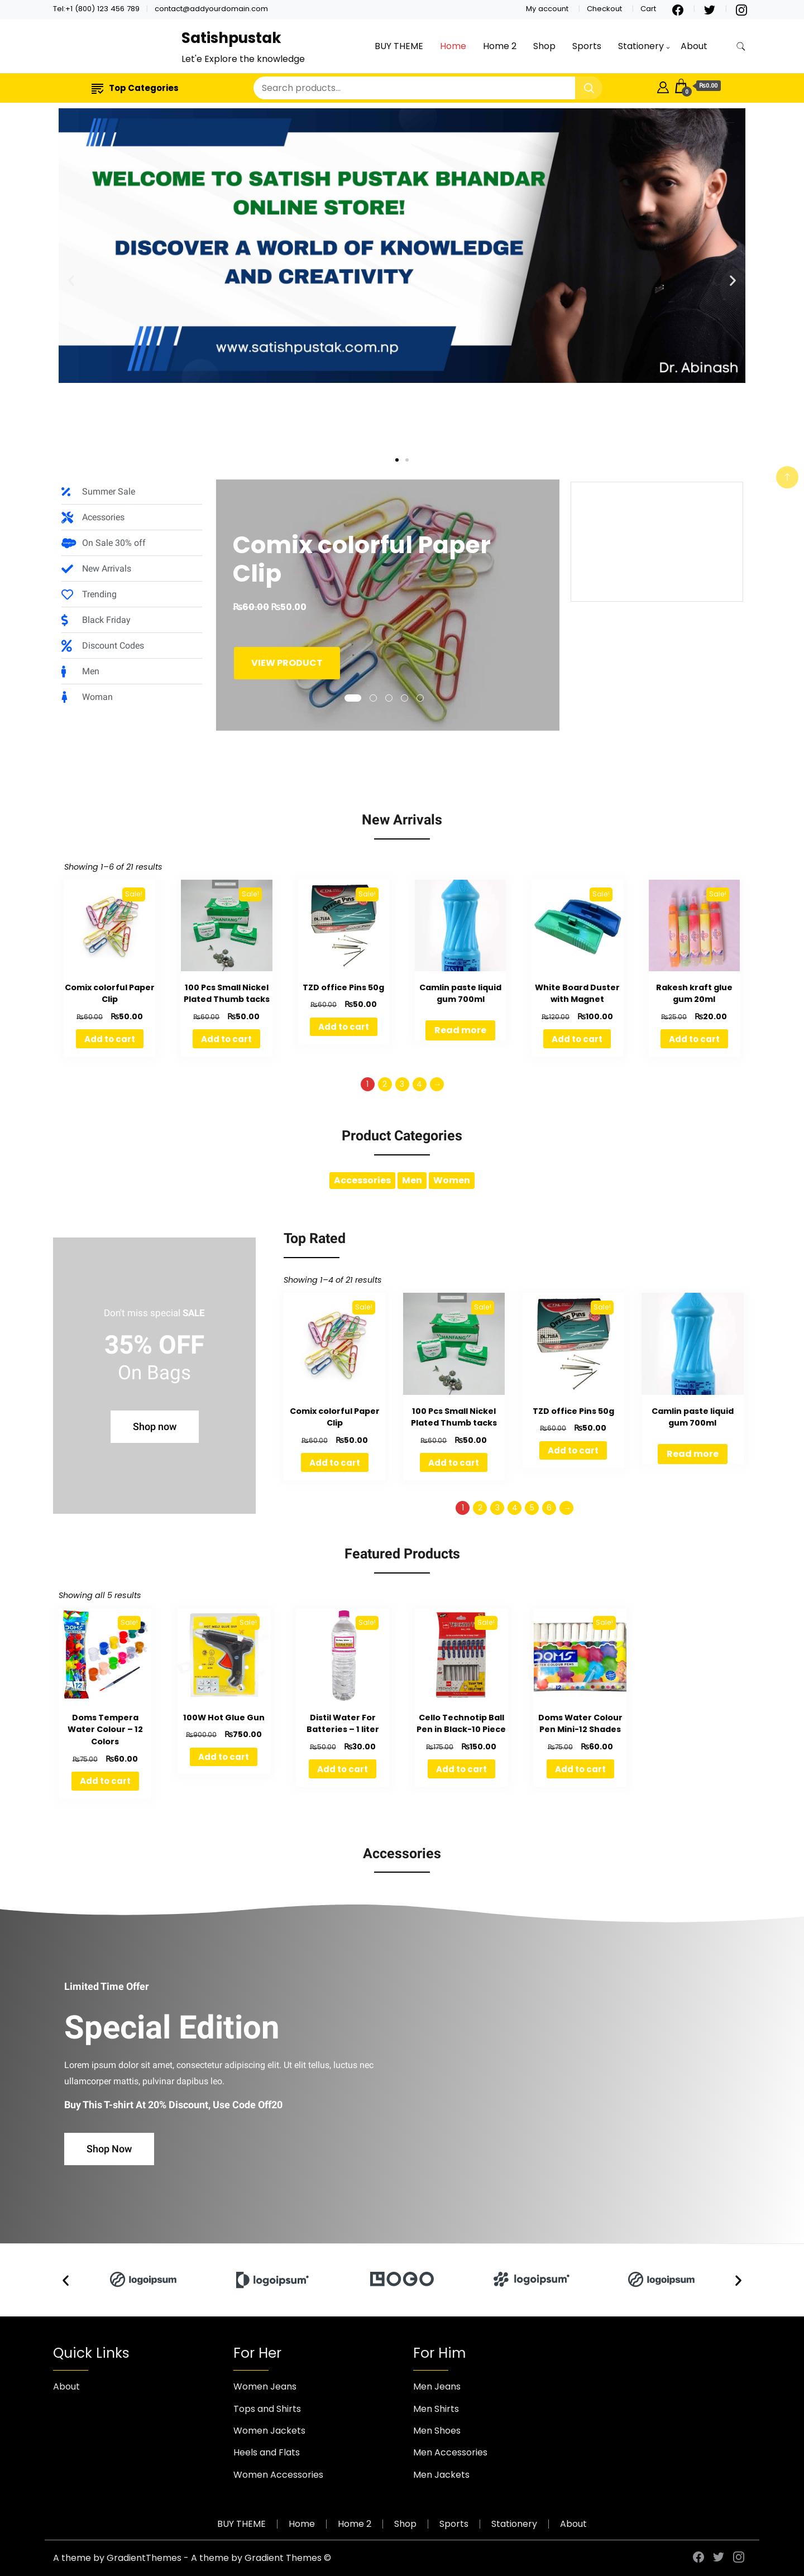 Tel:+1 (800) 123 456 789
contact@addyourdomain.com
My account
Checkout
Cart
Satishpustak
Let'e Explore the knowledge
BUY THEME
Home
Home 2
Shop
Sports
Stationery
About
Top Categories
Search products...
0
₨0.00
WELCOME TO SATISH PUSTAK BHANDAR
ONLINE STORE!
DISCOVER A WORLD OF KNOWLEDGE
AND CREATIVITY
www.satishpustak.com.np
Dr. Abinash
Summer Sale
Acessories
On Sale 30% off
New Arrivals
Trending
Black Friday
Discount Codes
Men
Woman
Comix colorful Paper
Clip
₨60.00 ₨50.00
VIEW PRODUCT
New Arrivals
Showing 1–6 of 21 results
Sale!
Comix colorful Paper
Clip
₨60.00 ₨50.00
Add to cart
Sale!
100 Pcs Small Nickel
Plated Thumb tacks
₨60.00 ₨50.00
Add to cart
Sale!
TZD office Pins 50g
₨60.00 ₨50.00
Add to cart
Camlin paste liquid
gum 700ml
Read more
Sale!
White Board Duster
with Magnet
₨120.00 ₨100.00
Add to cart
Sale!
Rakesh kraft glue
gum 20ml
₨25.00 ₨20.00
Add to cart
1 2 3 4 →
Product Categories
Accessories Men Women
Don't miss special SALE
35% OFF
On Bags
Shop now
Top Rated
Showing 1–4 of 21 results
Sale!
Comix colorful Paper
Clip
₨60.00 ₨50.00
Add to cart
Sale!
100 Pcs Small Nickel
Plated Thumb tacks
₨60.00 ₨50.00
Add to cart
Sale!
TZD office Pins 50g
₨60.00 ₨50.00
Add to cart
Camlin paste liquid
gum 700ml
Read more
1 2 3 4 5 6 →
Featured Products
Showing all 5 results
Sale!
Doms Tempera
Water Colour – 12
Colors
₨75.00 ₨60.00
Add to cart
Sale!
100W Hot Glue Gun
₨900.00 ₨750.00
Add to cart
Sale!
Distil Water For
Batteries – 1 liter
₨50.00 ₨30.00
Add to cart
Sale!
Cello Technotip Ball
Pen in Black-10 Piece
₨175.00 ₨150.00
Add to cart
Sale!
DOMS
Doms Water Colour
Pen Mini-12 Shades
₨75.00 ₨60.00
Add to cart
Accessories
Limited Time Offer
Special Edition
Lorem ipsum dolor sit amet, consectetur adipiscing elit. Ut elit tellus, luctus nec
ullamcorper mattis, pulvinar dapibus leo.
Buy This T-shirt At 20% Discount, Use Code Off20
Shop Now
logoipsum
logoipsum
LOGO
logoipsum
logoipsum
Quick Links
About
For Her
Women Jeans
Tops and Shirts
Women Jackets
Heels and Flats
Women Accessories
For Him
Men Jeans
Men Shirts
Men Shoes
Men Accessories
Men Jackets
BUY THEME
Home
Home 2
Shop
Sports
Stationery
About
A theme by GradientThemes - A theme by Gradient Themes ©